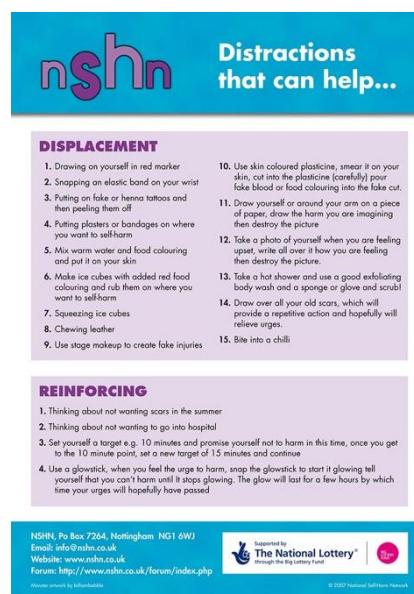 nshn
Distractions
that can help...
DISPLACEMENT
1. Drawing on yourself in red marker
2. Snapping an elastic band on your wrist
3. Putting on fake or henna tattoos and
then peeling them off
4. Putting plasters or bandages on where
you want to self-harm
5. Mix warm water and food colouring
and put it on your skin
6. Make ice cubes with added red food
colouring and rub them on where you
want to self-harm
7. Squeezing ice cubes
8. Chewing leather
9. Use stage makeup to create fake injuries
10. Use skin coloured plasticine, smear it on your
skin, cut into the plasticine (carefully) pour
fake blood or food colouring into the fake cut.
11. Draw yourself or around your arm on a piece
of paper, draw the harm you are imagining
then destroy the picture
12. Take a photo of yourself when you are feeling
upset, write all over it how you are feeling
then destroy the picture.
13. Take a hot shower and use a good exfoliating
body wash and a sponge or glove and scrub!
14. Draw over all your old scars, which will
provide a repetitive action and hopefully will
relieve urges.
15. Bite into a chilli
REINFORCING
1. Thinking about not wanting scars in the summer
2. Thinking about not wanting to go into hospital
3. Set yourself a target e.g. 10 minutes and promise yourself not to harm in this time, once you get
to the 10 minute point, set a new target of 15 minutes and continue
4. Use a glowstick, when you feel the urge to harm, snap the glowstick to start it glowing tell
yourself that you can't harm until It stops glowing. The glow will last for a few hours by which
time your urges will hopefully have passed
NSHN, Po Box 7264, Nottingham NG1 6WJ
Email: info@nshn.co.uk
Website: www.nshn.co.uk
Forum: http://www.nshn.co.uk/forum/index.php
Supported by
The National Lottery®
through the Big Lottery Fund
© 2007 National Self-Harm Network